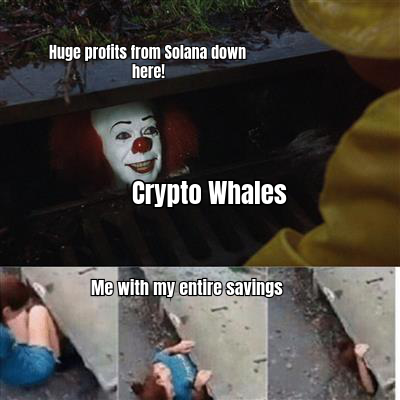 Huge profits from Solana down
here!
Crypto Whales
Me with my entire savings